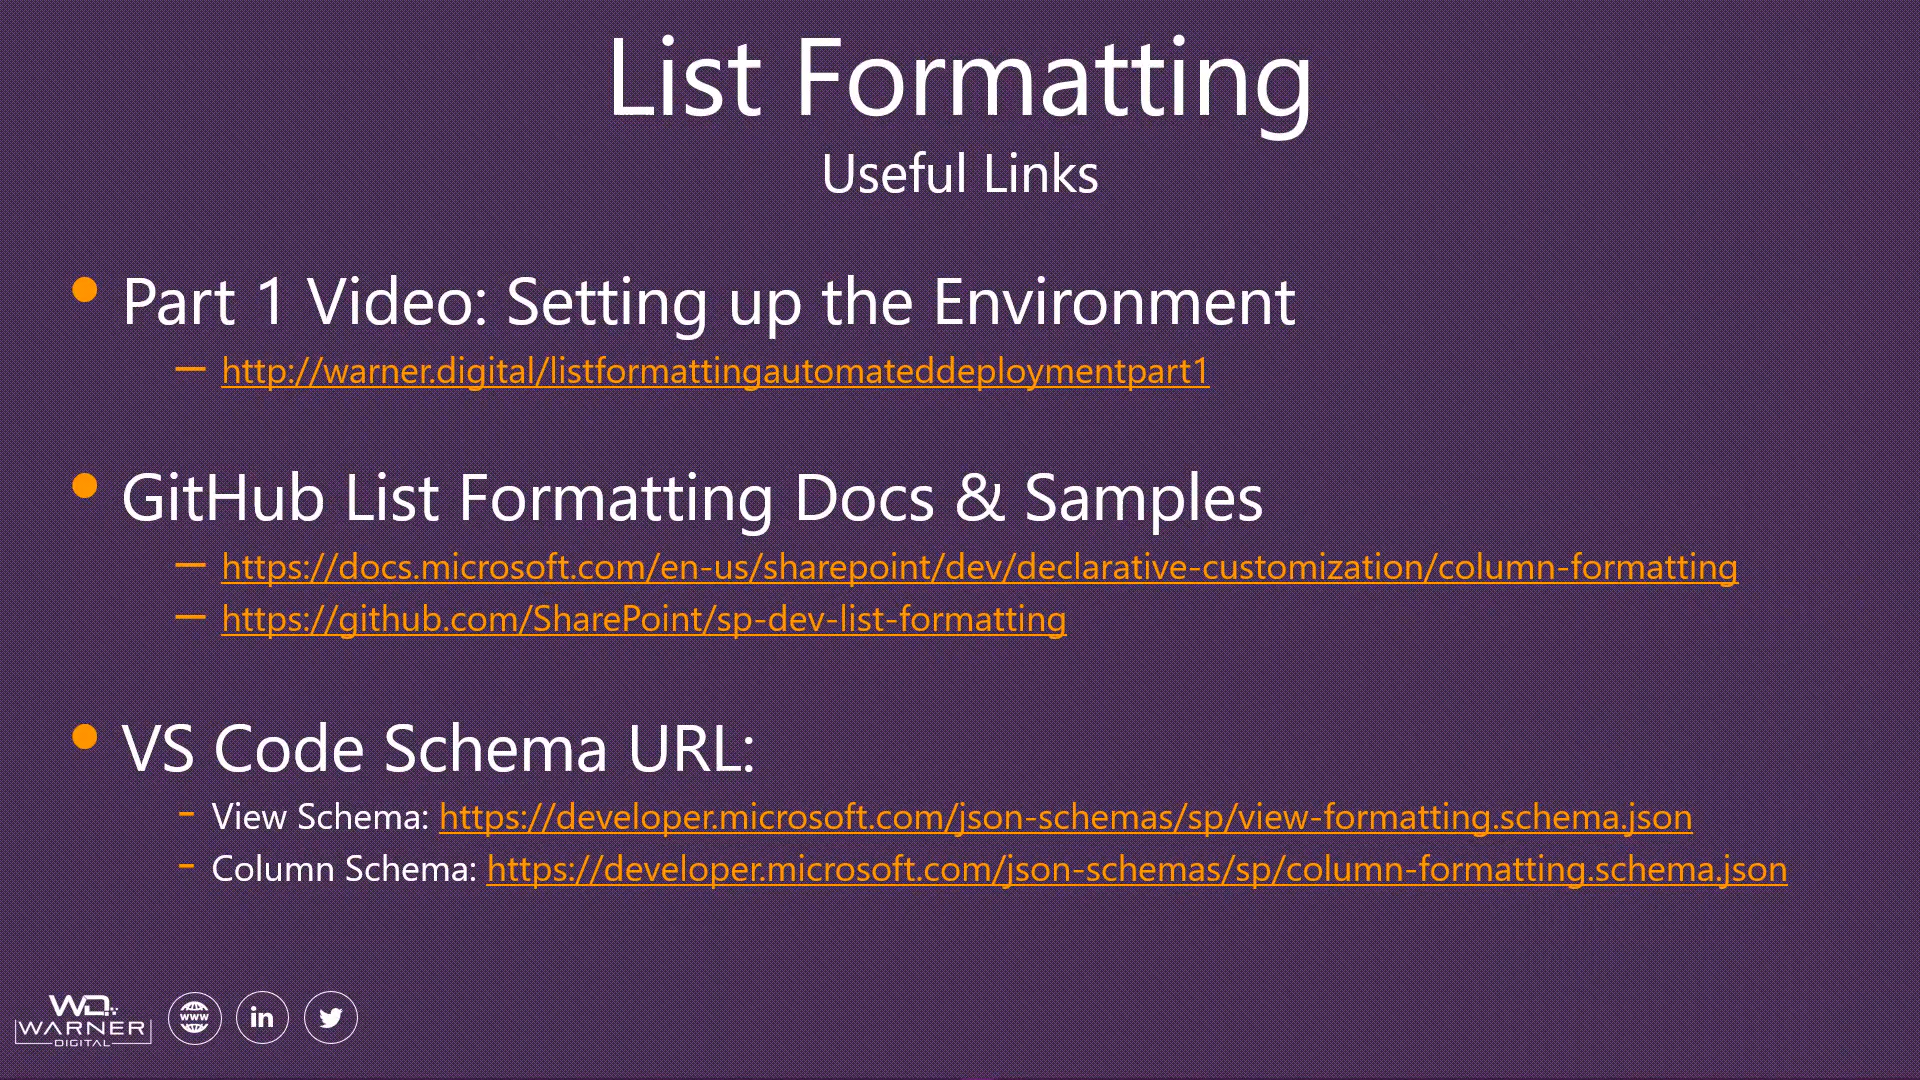 List Formatting
Useful Links
• Part 1 Video: Setting up the Environment
– http://warner.digital/listformattingautomateddeploymentpart1
• GitHub List Formatting Docs & Samples
– https://docs.microsoft.com/en-us/sharepoint/dev/declarative-customization/column-formatting
– https://github.com/SharePoint/sp-dev-list-formatting
• VS Code Schema URL:
- View Schema: https://developer.microsoft.com/json-schemas/sp/view-formatting.schema.json
- Column Schema: https://developer.microsoft.com/json-schemas/sp/column-formatting.schema.json
WD
WARNER
DIGITAL
www
in